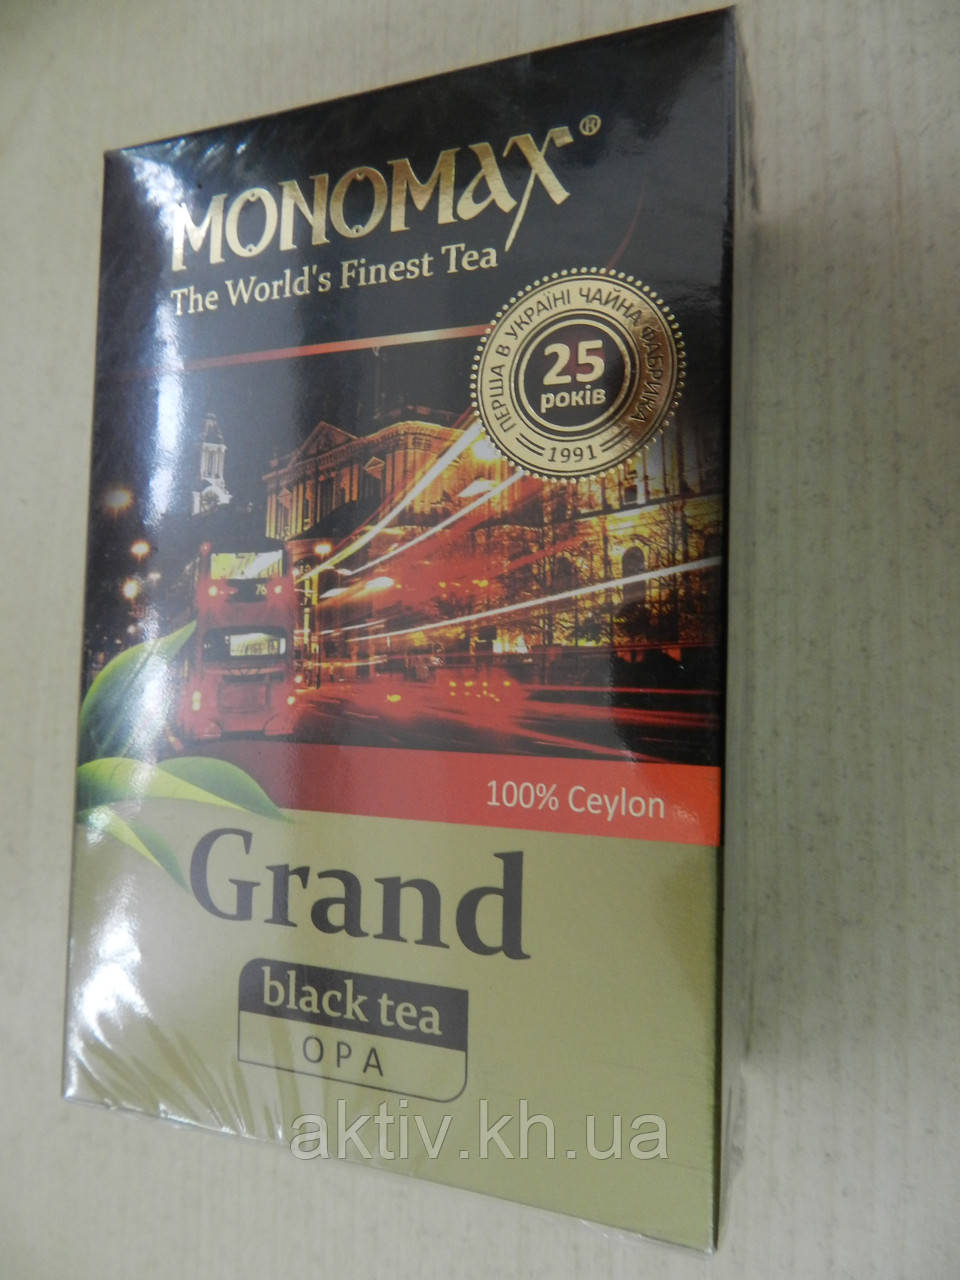 MONOMAX®
The World's Finest Tea
ПЕРША В УКРАЇНІ ЧАЙНА ФАБРИКА
25
років
1991
76
100% Ceylon
Grand
black tea
OPA
aktiv.kh.ua